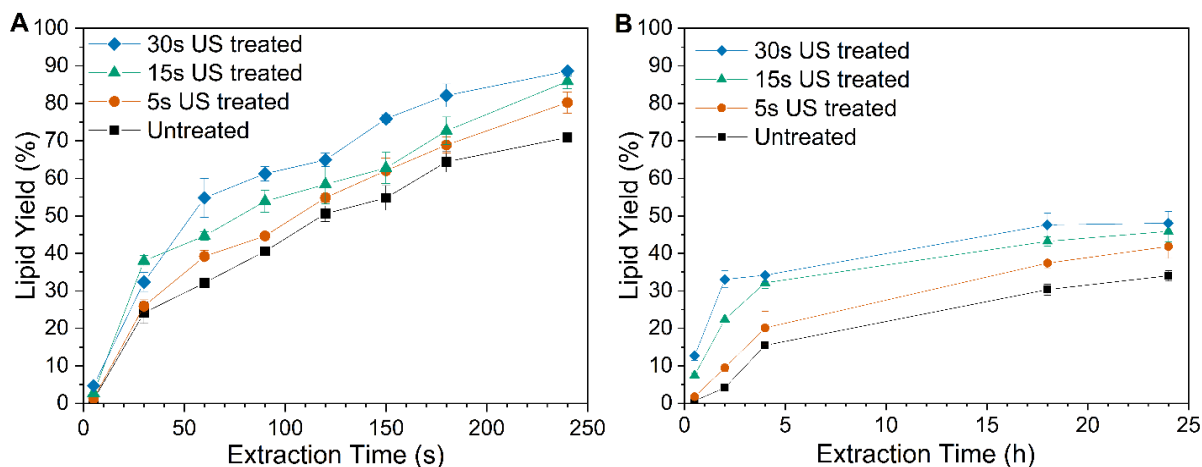 A
100
90
80
70
60
50
40
30
20
10
0
Lipid Yield (%)
30s US treated
15s US treated
5s US treated
Untreated
0 50 100 150 200 250
Extraction Time (s)
B
100
90
80
70
60
50
40
30
20
10
0
Lipid Yield (%)
30s US treated
15s US treated
5s US treated
Untreated
0 5 10 15 20 25
Extraction Time (h)